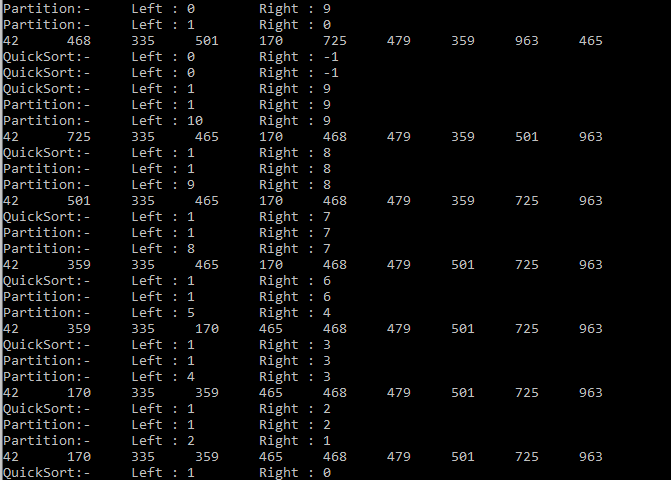 Partition:- Left : 0 Right : 9
Partition:- Left : 1 Right : 0
42 468 335 501 170 725 479 359 963 465
QuickSort:- Left : 0 Right : -1
QuickSort:- Left : 0 Right : -1
QuickSort:- Left : 1 Right : 9
Partition:- Left : 1 Right : 9
Partition:- Left : 10 Right : 9
42 725 335 465 170 468 479 359 501 963
QuickSort:- Left : 1 Right : 8
Partition:- Left : 1 Right : 8
Partition:- Left : 9 Right : 8
42 501 335 465 170 468 479 359 725 963
QuickSort:- Left : 1 Right : 7
Partition:- Left : 1 Right : 7
Partition:- Left : 8 Right : 7
42 359 335 465 170 468 479 501 725 963
QuickSort:- Left : 1 Right : 6
Partition:- Left : 1 Right : 6
Partition:- Left : 5 Right : 4
42 359 335 170 465 468 479 501 725 963
QuickSort:- Left : 1 Right : 3
Partition:- Left : 1 Right : 3
Partition:- Left : 4 Right : 3
42 170 335 359 465 468 479 501 725 963
QuickSort:- Left : 1 Right : 2
Partition:- Left : 1 Right : 2
Partition:- Left : 2 Right : 1
42 170 335 359 465 468 479 501 725 963
QuickSort:- Left : 1 Right : 0